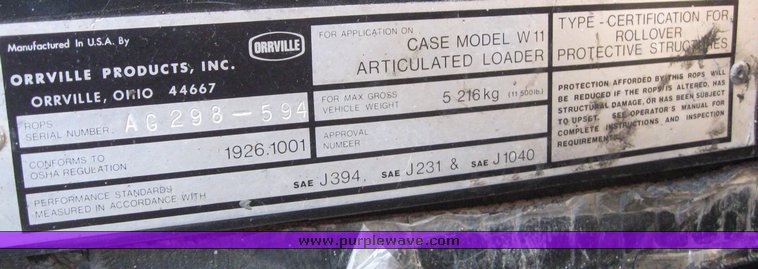 Manufactured In U.S.A. By
ORRVILLE
ORRVILLE PRODUCTS, INC.
ORRVILLE, OHIO 44667
ROPS
SERIAL NUMBER. AG298-594
CONFORMS TO
OSHA REGULATION 1926.1001
PERFORMANCE STANDARDS
MEASURED IN ACCORDANCE WITH SAE J394, SAE J231 & SAE J1040
FOR APPLICATION ON
CASE MODEL W11
ARTICULATED LOADER
FOR MAX GROSS
VEHICLE WEIGHT 5 216kg (11 500lb.)
APPROVAL
NUMBER
TYPE - CERTIFICATION FOR
ROLLOVER
PROTECTIVE STRUCTURES
PROTECTION AFFORDED BY THIS ROPS WILL
BE REDUCED IF THE ROPS IS ALTERED, HAS
STRUCTURAL DAMAGE, OR HAS BEEN SUBJECT
TO UPSET. SEE OPERATOR'S MANUAL FOR
COMPLETE INSTRUCTIONS AND INSPECTION
REQUIREMENTS.
www.purplewave.com